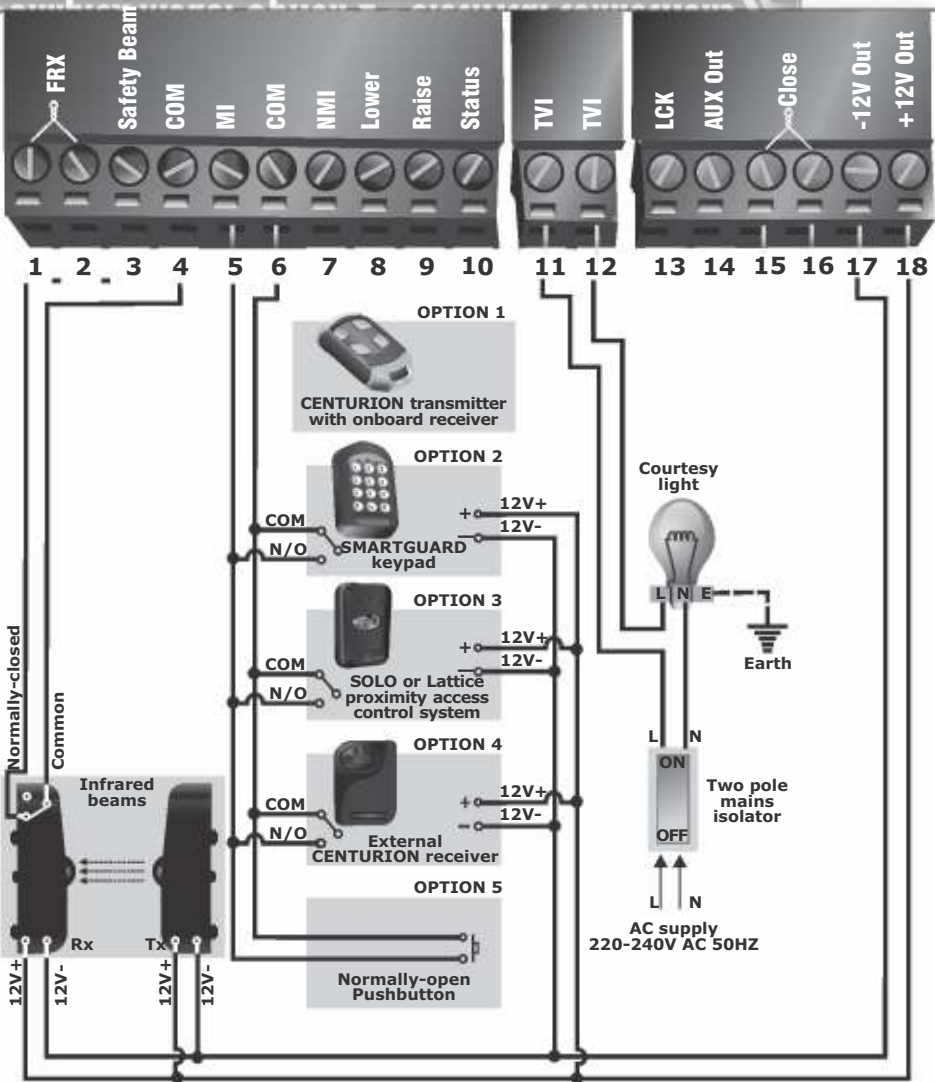 FRX
Safety Beam
COM
MI
COM
NMI
Lower
Raise
Status
TVI
TVI
LCK
AUX Out
Close
-12V Out
+12V Out
1 2 3 4 5 6 7 8 9 10 11 12 13 14 15 16 17 18
OPTION 1
CENTURION transmitter
with onboard receiver
OPTION 2
COM
N/O
+ 12V+
- 12V-
SMARTGUARD
keypad
OPTION 3
COM
N/O
+ 12V+
- 12V-
SOLO or Lattice
proximity access
control system
OPTION 4
COM
N/O
+ 12V+
- 12V-
External
CENTURION receiver
OPTION 5
Normally-open
Pushbutton
Courtesy
light
L N E
Earth
L N
ON
OFF
Two pole
mains
isolator
L N
AC supply
220-240V AC 50HZ
Normally-closed
Common
Infrared
beams
Rx
Tx
12V+
12V-
12V+
12V-